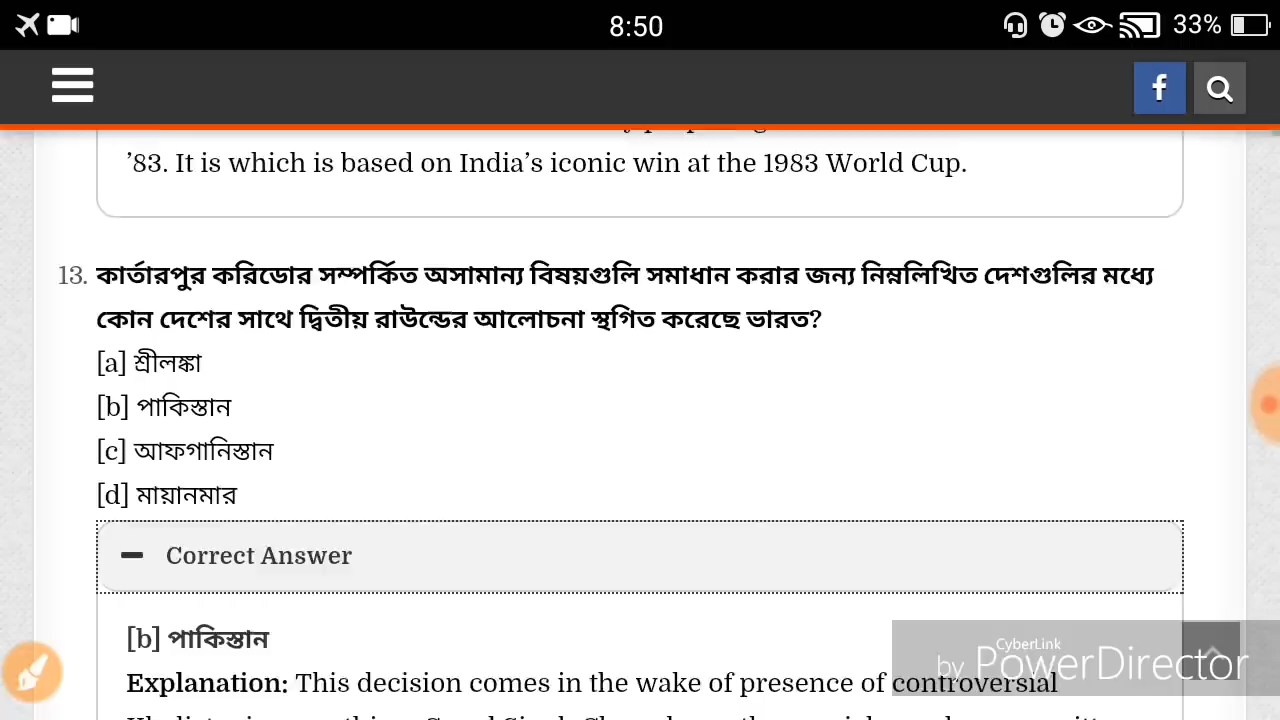 8:50
33%
f
'83. It is which is based on India's iconic win at the 1983 World Cup.
13. কার্তারপুর করিডোর সম্পর্কিত অসামান্য বিষয়গুলি সমাধান করার জন্য নিম্নলিখিত দেশগুলির মধ্যে
কোন দেশের সাথে দ্বিতীয় রাউন্ডের আলোচনা স্থগিত করেছে ভারত?
[a] শ্রীলঙ্কা
[b] পাকিস্তান
[c] আফগানিস্তান
[d] মায়ানমার
Correct Answer
[b] পাকিস্তান
CyberLink
by PowerDirector
Explanation: This decision comes in the wake of presence of controversial